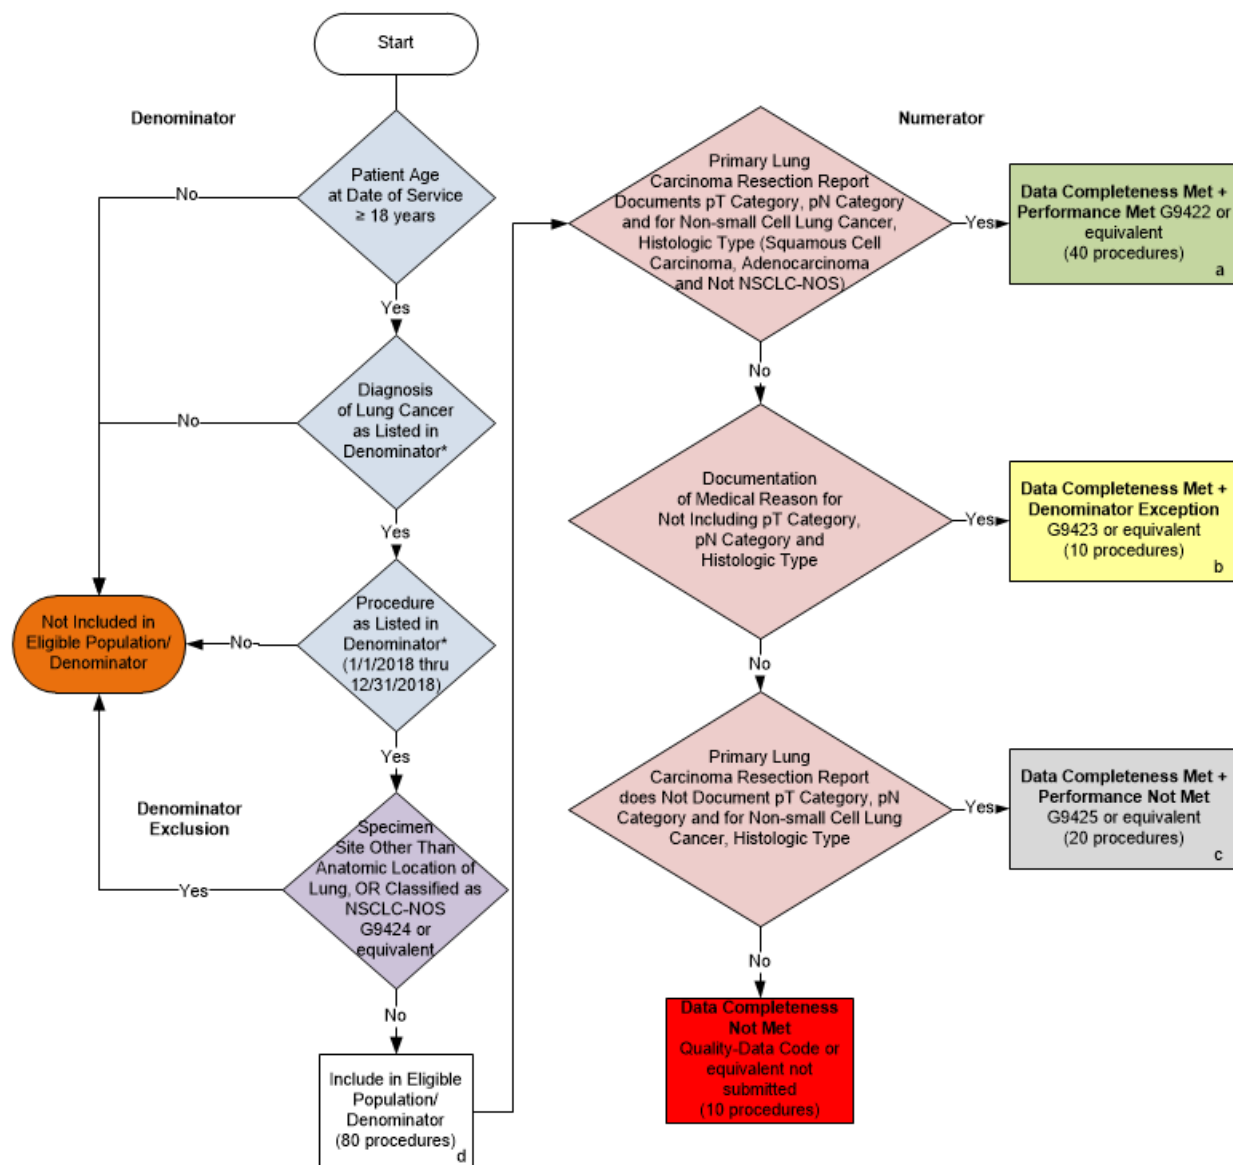 Start
Denominator
Patient Age
at Date of Service
≥ 18 years
No
Yes
Diagnosis
of Lung Cancer
as Listed in
Denominator*
No
Yes
Procedure
as Listed in
Denominator*
(1/1/2018 thru
12/31/2018)
No
Not Included in
Eligible Population/
Denominator
Yes
Denominator
Exclusion
Specimen
Site Other Than
Anatomic Location of
Lung, OR Classified as
NSCLC-NOS
G9424 or
equivalent
Yes
No
Include in Eligible
Population/
Denominator
(80 procedures)
d
Numerator
Primary Lung
Carcinoma Resection Report
Documents pT Category, pN Category
and for Non-small Cell Lung Cancer,
Histologic Type (Squamous Cell
Carcinoma, Adenocarcinoma
and Not NSCLC-NOS)
Yes
Data Completeness Met +
Performance Met G9422 or
equivalent
(40 procedures)
a
No
Documentation
of Medical Reason for
Not Including pT Category,
pN Category and
Histologic Type
Yes
Data Completeness Met +
Denominator Exception
G9423 or equivalent
(10 procedures)
b
No
Primary Lung
Carcinoma Resection Report
does Not Document pT Category, pN
Category and for Non-small Cell Lung
Cancer, Histologic Type
Yes
Data Completeness Met +
Performance Not Met
G9425 or equivalent
(20 procedures)
c
No
Data Completeness
Not Met
Quality-Data Code or
equivalent not
submitted
(10 procedures)